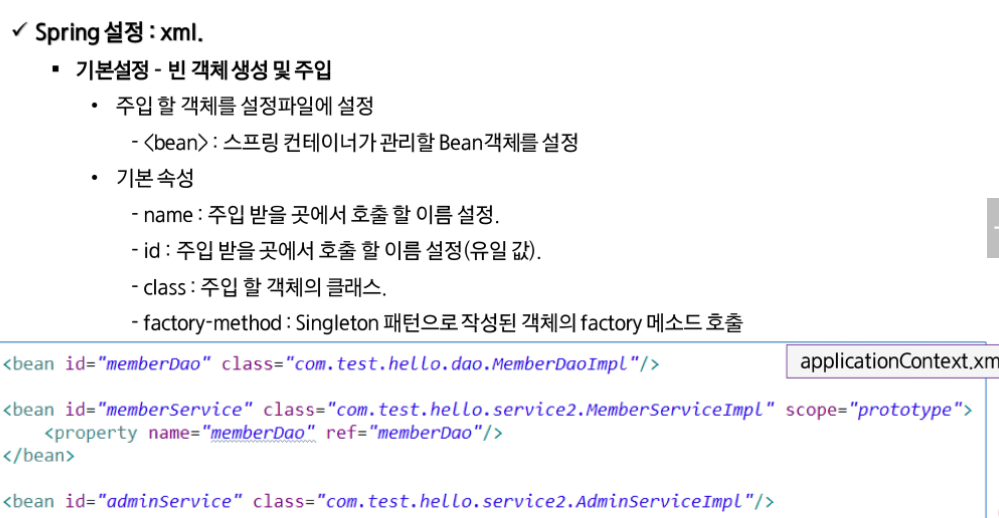 ✓ Spring 설정 : xml.
▪ 기본설정 - 빈 객체 생성 및 주입
• 주입 할 객체를 설정파일에 설정
- <bean> : 스프링 컨테이너가 관리할 Bean객체를 설정
• 기본 속성
- name : 주입 받을 곳에서 호출 할 이름 설정.
- id : 주입 받을 곳에서 호출 할 이름 설정(유일 값).
- class : 주입 할 객체의 클래스.
- factory-method : Singleton 패턴으로 작성된 객체의 factory 메소드 호출
applicationContext.xm
<bean id="memberDao" class="com.test.hello.dao.MemberDaoImpl"/>
<bean id="memberService" class="com.test.hello.service2.MemberServiceImpl" scope="prototype">
<property name="memberDao" ref="memberDao"/>
</bean>
<bean id="adminService" class="com.test.hello.service2.AdminServiceImpl"/>